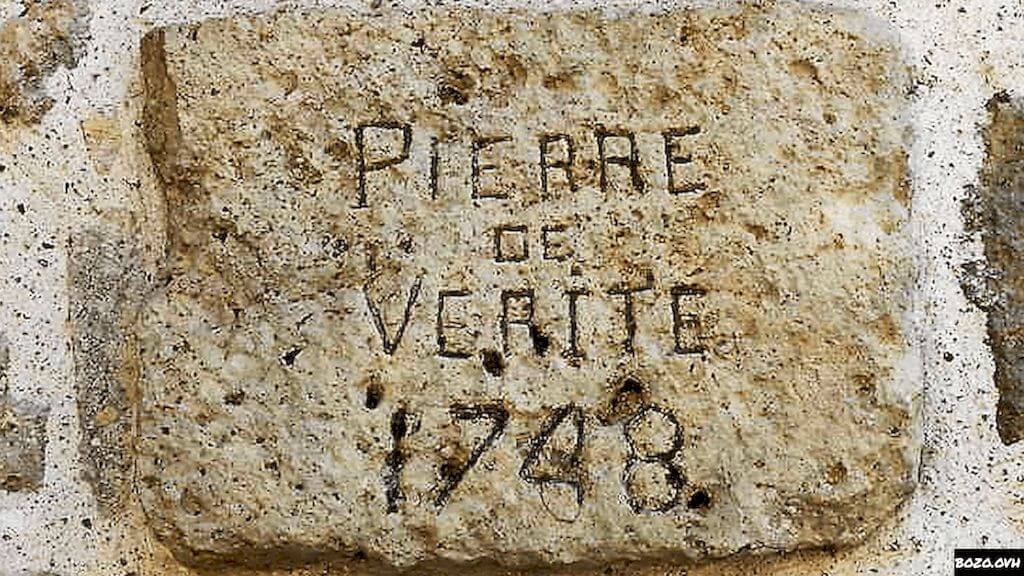 PIERRE
DE
VERITE
1748
BOZO.OVH